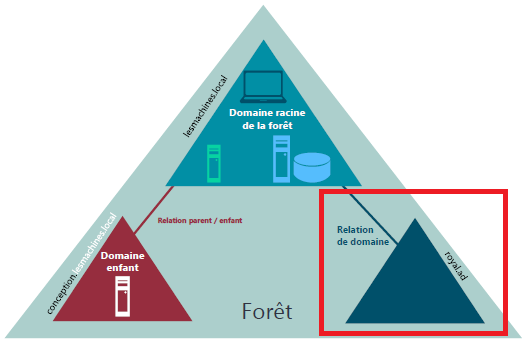 lesmachines.local
Domaine racine
de la forêt
Relation parent / enfant
conception.lesmachines.local
Domaine
enfant
Relation
de domaine
royal.ad
Forêt